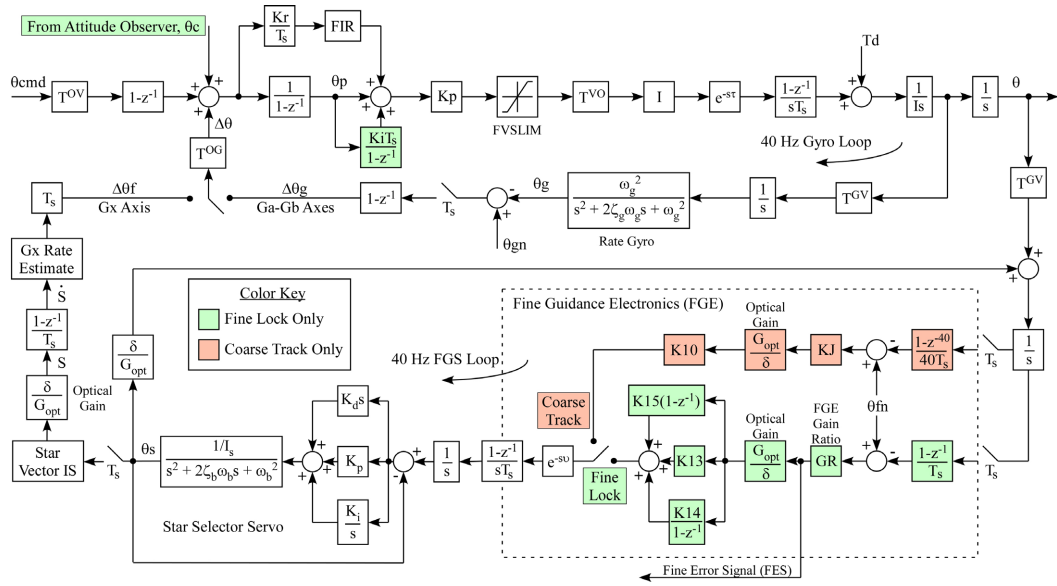 From Attitude Observer, θc
Kr
Ts
FIR
Td
θcmd
T^OV
1-z^-1
+
+
+
1
1-z^-1
θp
+
+
+
Kp
FVSLIM
T^VO
I
e^-sτ
1-z^-1
sTs
+
+
1
Is
1
s
θ
Δθ
KiTs
1-z^-1
40 Hz Gyro Loop
T^OG
T^GV
Ts
Δθf
Gx Axis
Δθg
Ga-Gb Axes
1-z^-1
Ts
-
+
θg
ωg^2
s^2 + 2ζgωgs + ωg^2
Rate Gyro
1
s
T^GV
θgn
Gx Rate
Estimate
+
+
Ṡ
Color Key
Fine Lock Only
Coarse Track Only
Fine Guidance Electronics (FGE)
1-z^-1
Ts
δ
Gopt
Optical
Gain
K10
Gopt
δ
KJ
-
+
1-z^-40
40Ts
Ts
1
s
S
40 Hz FGS Loop
δ
Gopt
Optical
Gain
Kds
Coarse
Track
K15(1-z^-1)
θfn
Optical
Gain
FGE
Gain
Ratio
Star
Vector IS
Ts
θs
1/Is
s^2 + 2ζbωbs + ωb^2
+
+
+
Kp
+
-
1
s
1-z^-1
sTs
e^-sυ
Fine
Lock
+
+
+
K13
Gopt
δ
GR
+
-
1-z^-1
Ts
Ts
Star Selector Servo
Ki
s
K14
1-z^-1
Fine Error Signal (FES)